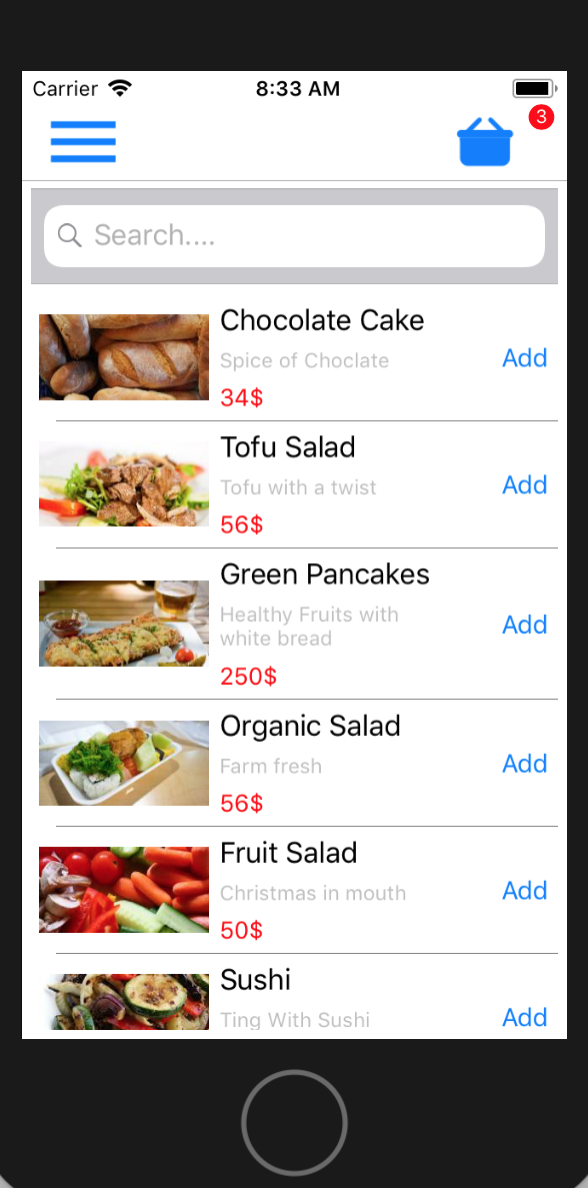 Carrier 8:33 AM
3
Search....
Chocolate Cake
Spice of Choclate
Add
34$
Tofu Salad
Tofu with a twist
Add
56$
Green Pancakes
Healthy Fruits with
white bread
Add
250$
Organic Salad
Farm fresh
Add
56$
Fruit Salad
Christmas in mouth
Add
50$
Sushi
Ting With Sushi
Add